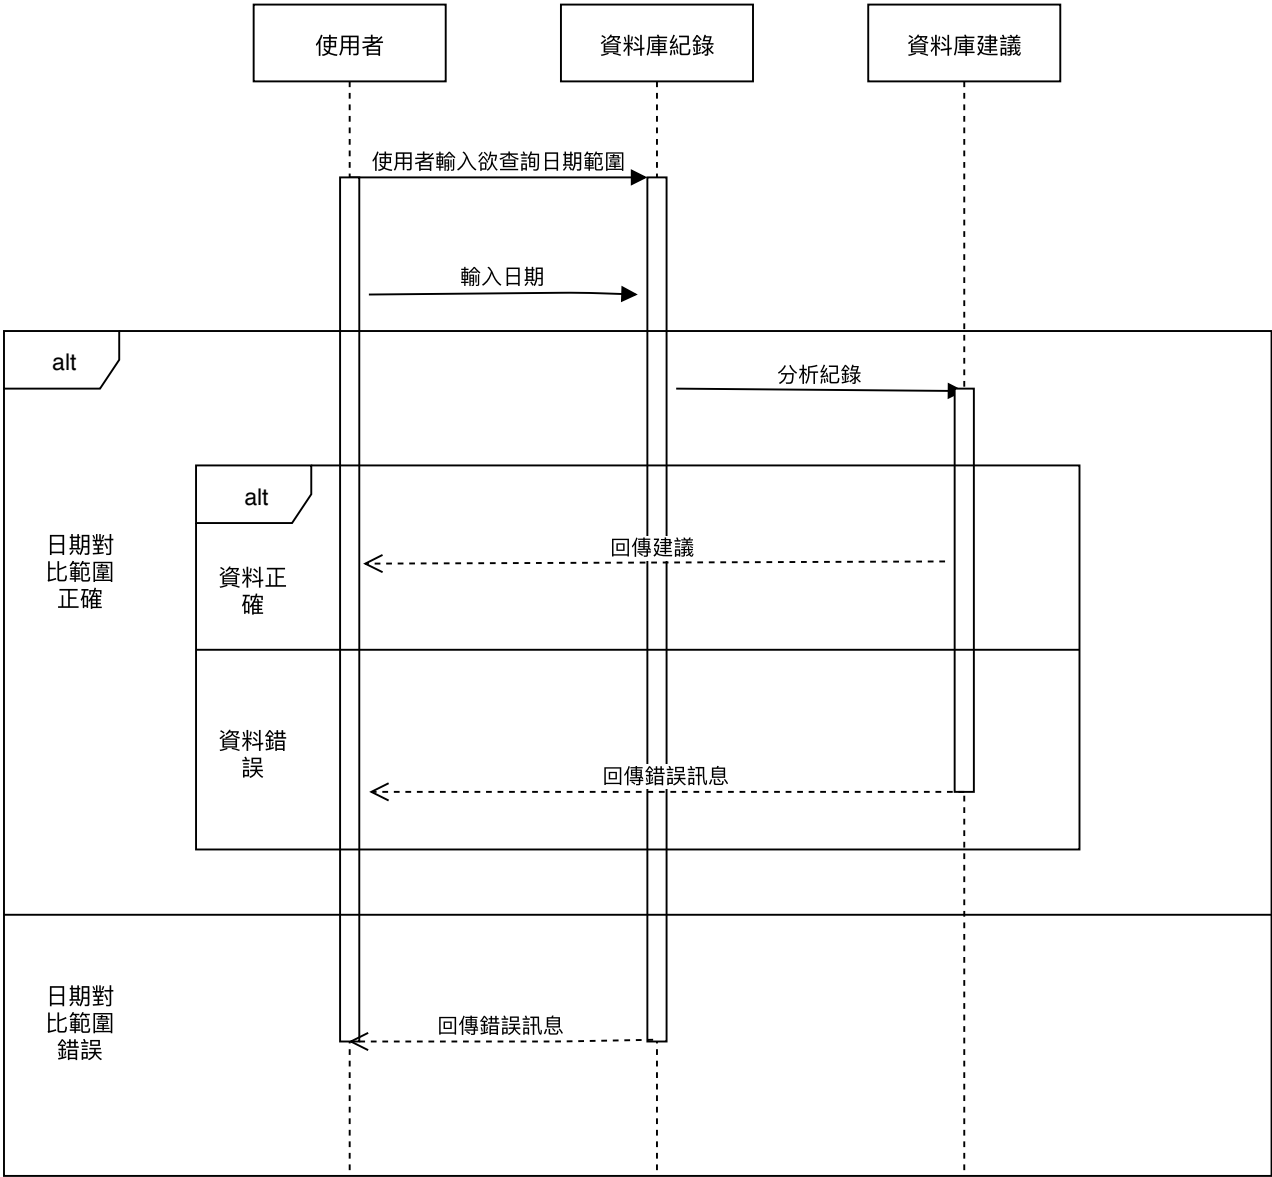 使用者
資料庫紀錄
資料庫建議
使用者輸入欲查詢日期範圍
輸入日期
alt
分析紀錄
alt
日期對
比範圍
正確
回傳建議
資料正
確
資料錯
誤
回傳錯誤訊息
日期對
比範圍
錯誤
回傳錯誤訊息